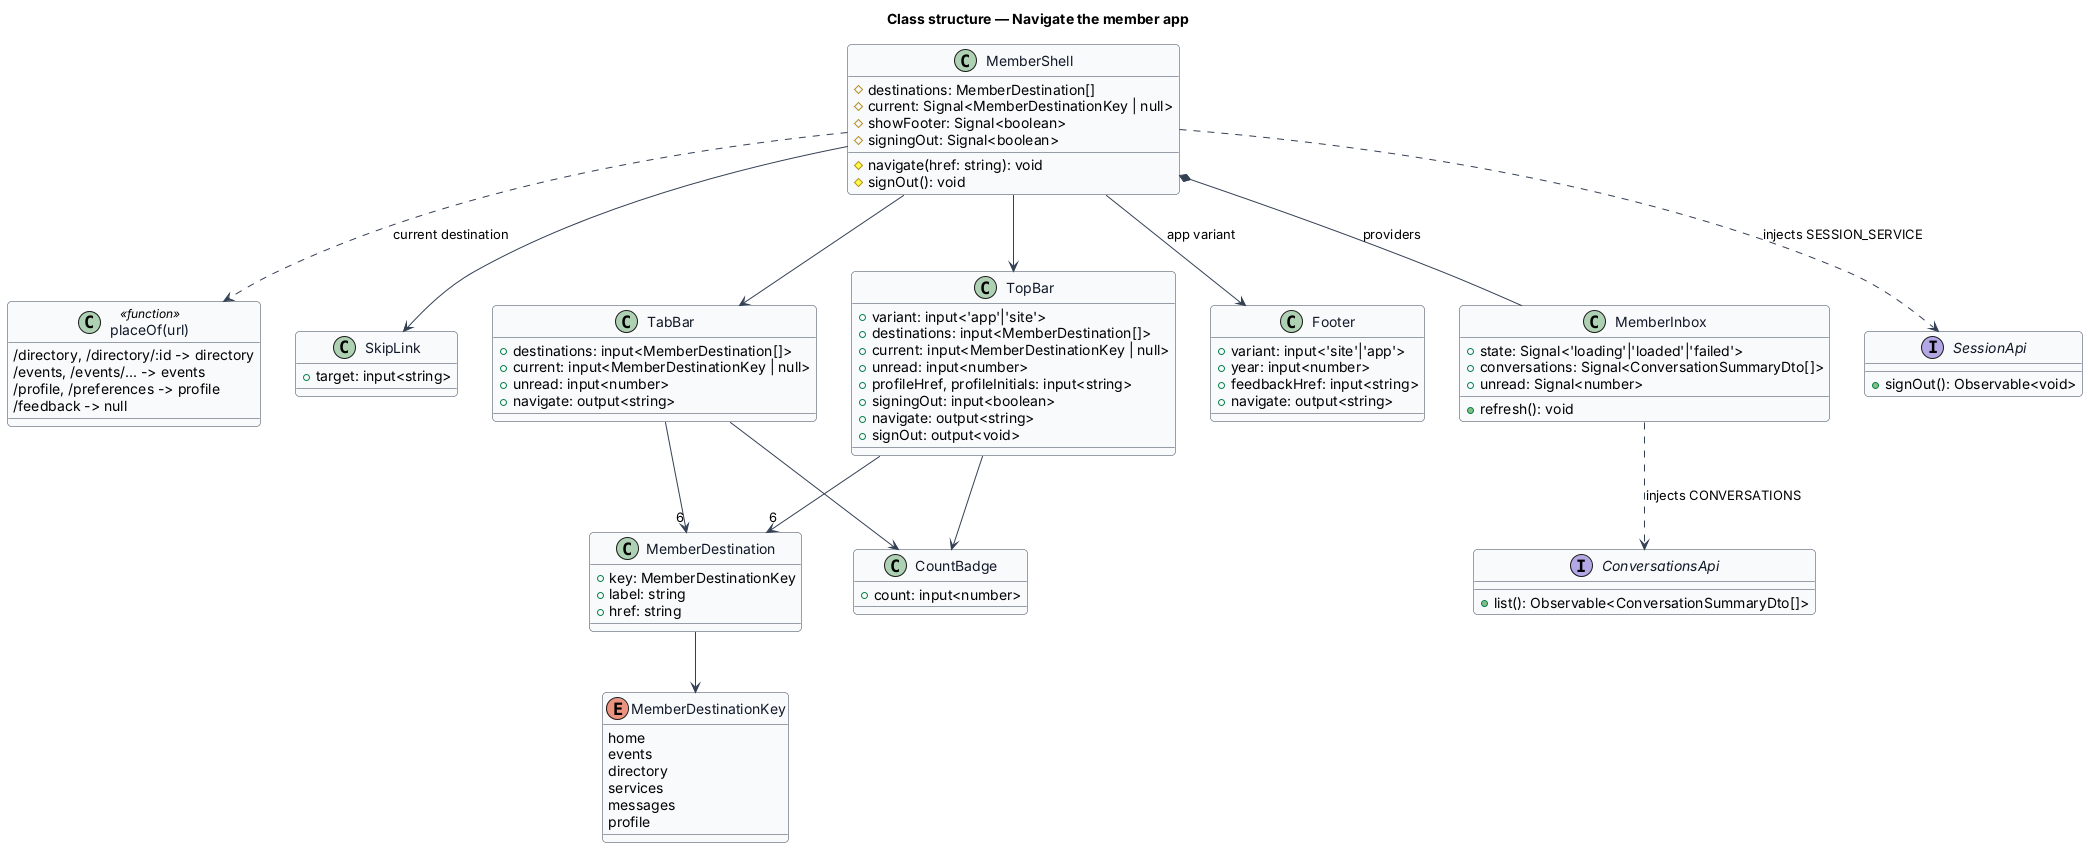 Class structure — Navigate the member app
C MemberShell
destinations: MemberDestination[]
current: Signal<MemberDestinationKey | null>
showFooter: Signal<boolean>
signingOut: Signal<boolean>
navigate(href: string): void
signOut(): void
current destination
app variant
providers
injects SESSION_SERVICE
C «function»
placeOf(url)
/directory, /directory/:id -> directory
/events, /events/... -> events
/profile, /preferences -> profile
/feedback -> null
C SkipLink
target: input<string>
C TabBar
destinations: input<MemberDestination[]>
current: input<MemberDestinationKey | null>
unread: input<number>
navigate: output<string>
C TopBar
variant: input<'app'|'site'>
destinations: input<MemberDestination[]>
current: input<MemberDestinationKey | null>
unread: input<number>
profileHref, profileInitials: input<string>
signingOut: input<boolean>
navigate: output<string>
signOut: output<void>
C Footer
variant: input<'site'|'app'>
year: input<number>
feedbackHref: input<string>
navigate: output<string>
C MemberInbox
state: Signal<'loading'|'loaded'|'failed'>
conversations: Signal<ConversationSummaryDto[]>
unread: Signal<number>
refresh(): void
I SessionApi
signOut(): Observable<void>
6
6
injects CONVERSATIONS
C MemberDestination
key: MemberDestinationKey
label: string
href: string
C CountBadge
count: input<number>
I ConversationsApi
list(): Observable<ConversationSummaryDto[]>
E MemberDestinationKey
home
events
directory
services
messages
profile